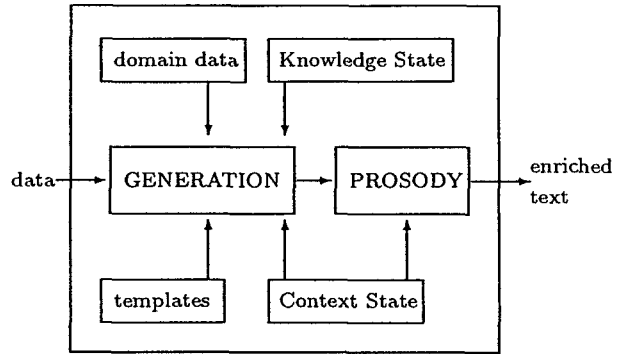 domain data
Knowledge State
data
GENERATION
PROSODY
enriched
text
templates
Context State